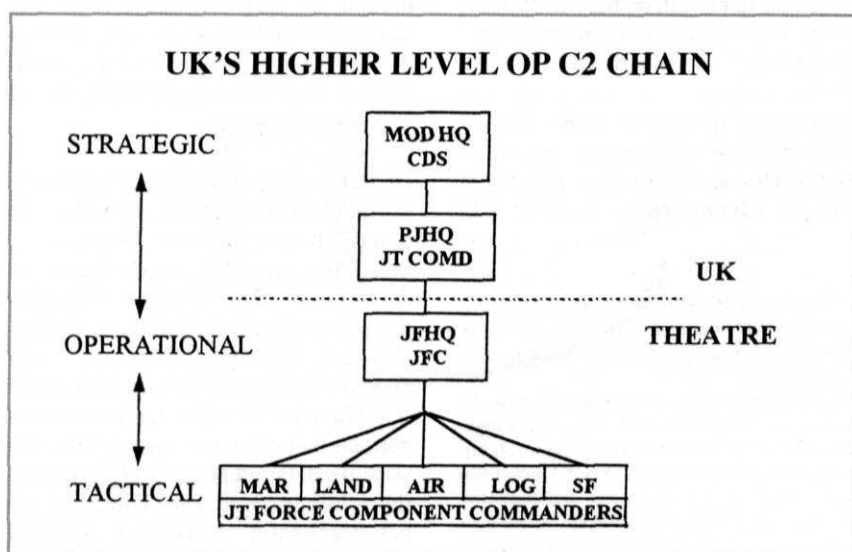 UK'S HIGHER LEVEL OP C2 CHAIN
STRATEGIC
MOD HQ
CDS
PJHQ
JT COMD
UK
OPERATIONAL
JFHQ
JFC
THEATRE
TACTICAL
MAR LAND AIR LOG SF
JT FORCE COMPONENT COMMANDERS